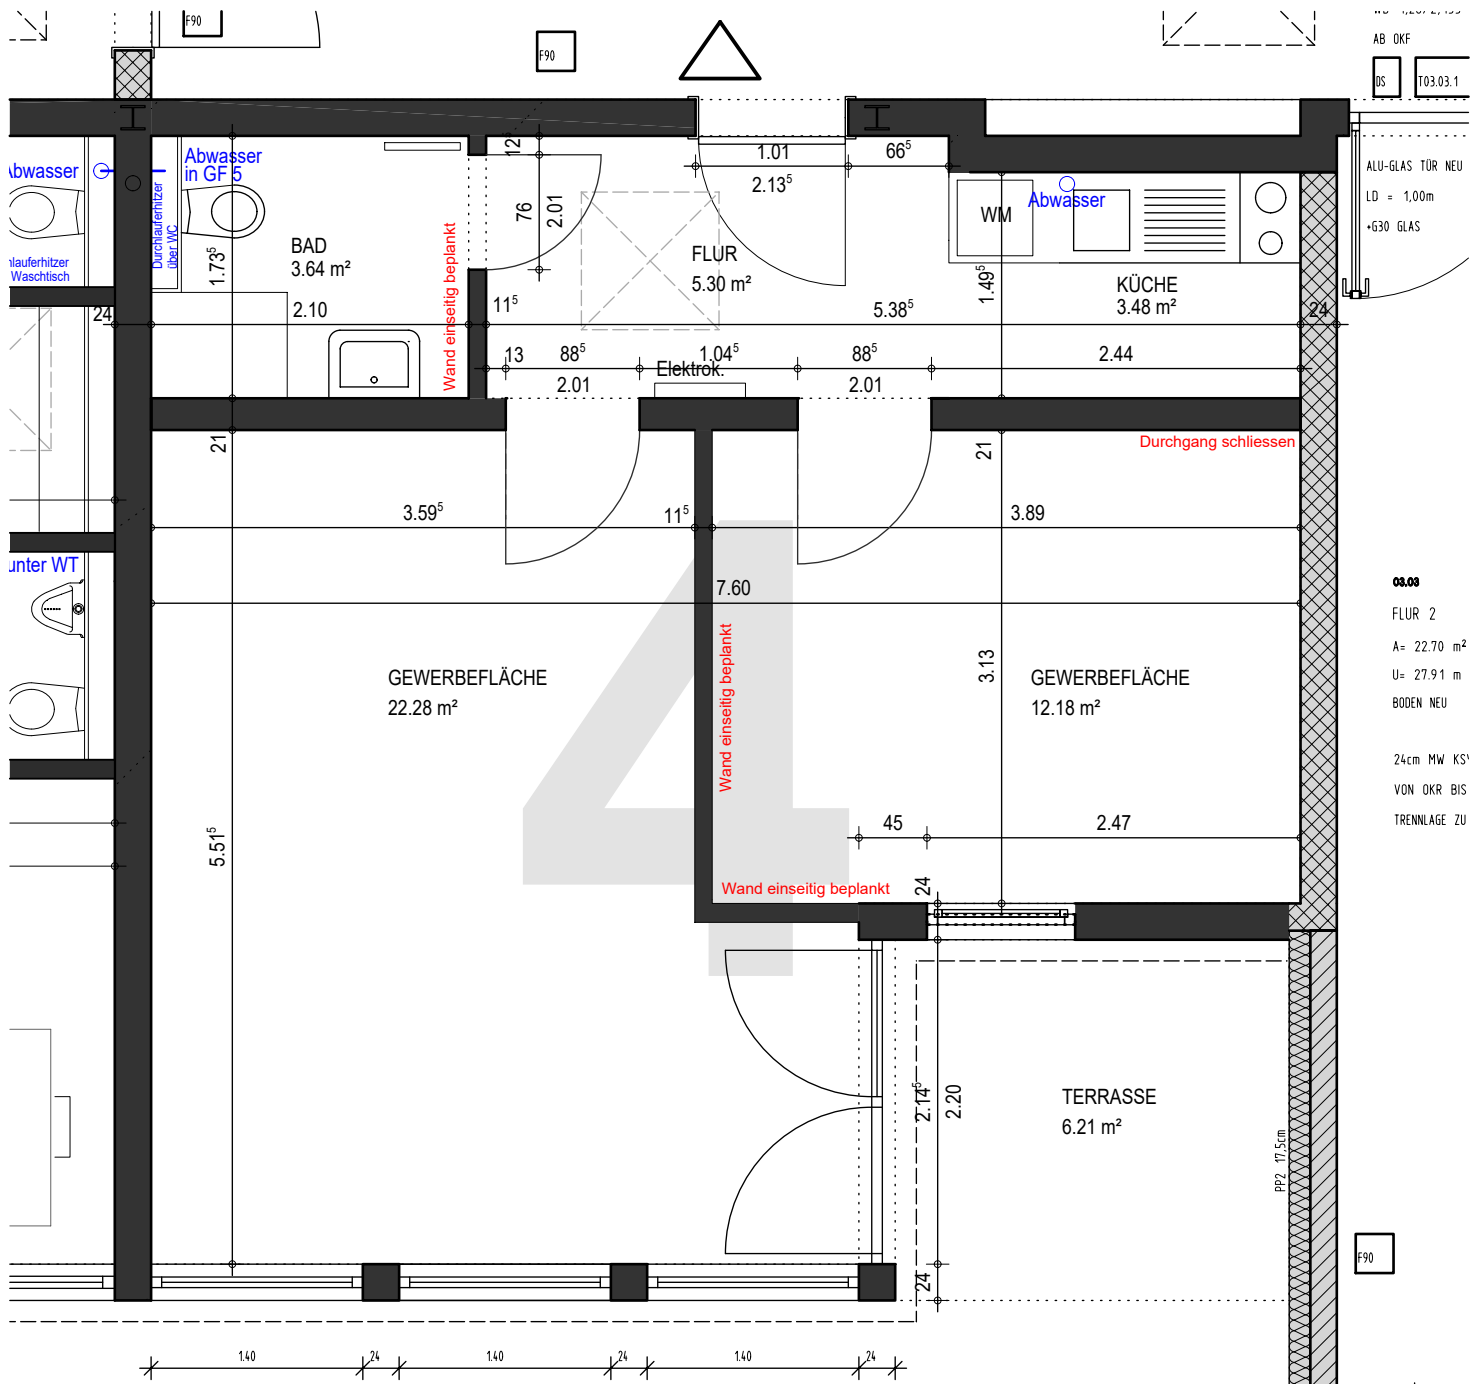 F90
F90
AB OKF
DS
T03.03.1
Abwasser
Abwasser
in GF 5
Durchlauferhitzer
über WC
Waschtisch
BAD
3.64 m²
1.73⁵
2.10
24
12⁵
76
2.01
Wand einseitig beplankt
11⁵
FLUR
5.30 m²
1.01
2.13⁵
66⁵
WM
Abwasser
1.49⁵
KÜCHE
3.48 m²
5.38⁵
24
13
88⁵
2.01
1.04⁵
Elektrok.
88⁵
2.01
2.44
ALU-GLAS TÜR NEU
LD = 1,00m
+G30 GLAS
21
21
Durchgang schliessen
3.59⁵
11⁵
3.89
unter WT
4
7.60
GEWERBEFLÄCHE
22.28 m²
Wand einseitig beplankt
3.13
GEWERBEFLÄCHE
12.18 m²
03.03
FLUR 2
A= 22.70 m²
U= 27.91 m
BODEN NEU
24cm MW KSV
VON OKR BIS
TRENNLAGE ZU
5.51⁵
45
2.47
Wand einseitig beplankt
24
2.14⁵
2.20
TERRASSE
6.21 m²
PP2 17,5cm
F90
24
1.40
24
1.40
24
1.40
24